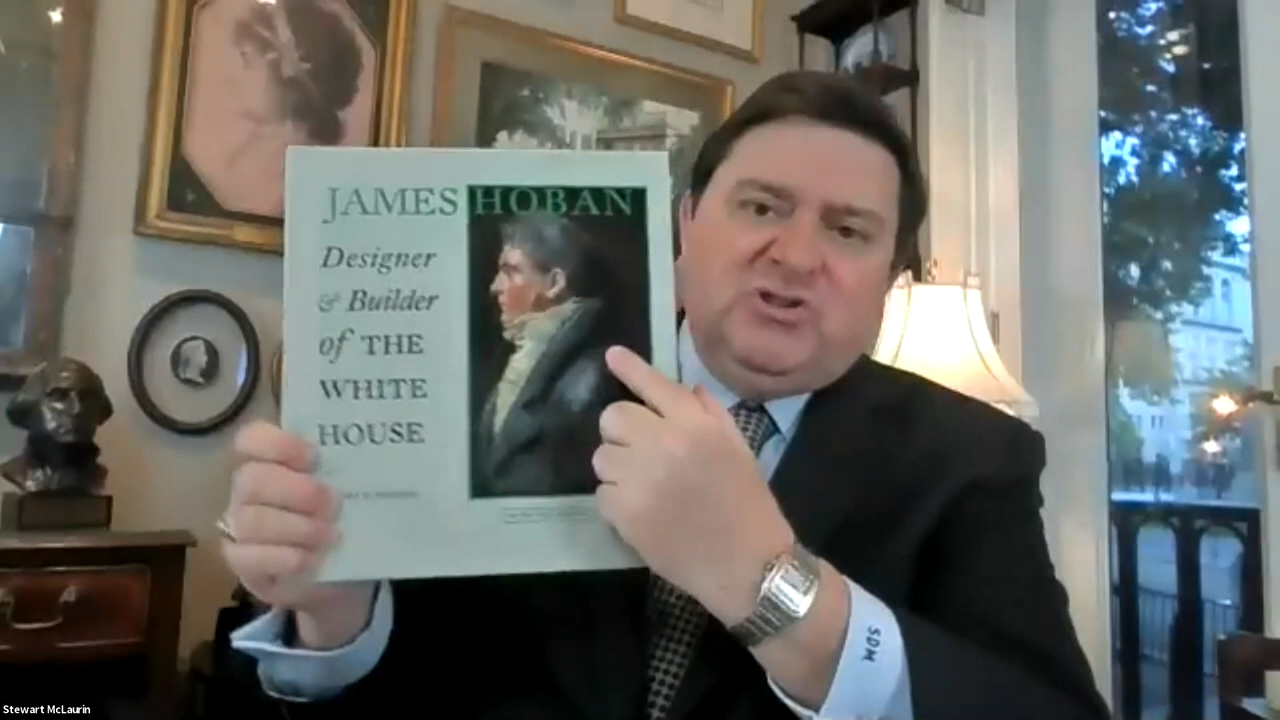 JAMES HOBAN
Designer
& Builder
of THE
WHITE
HOUSE
SDM
Stewart McLaurin